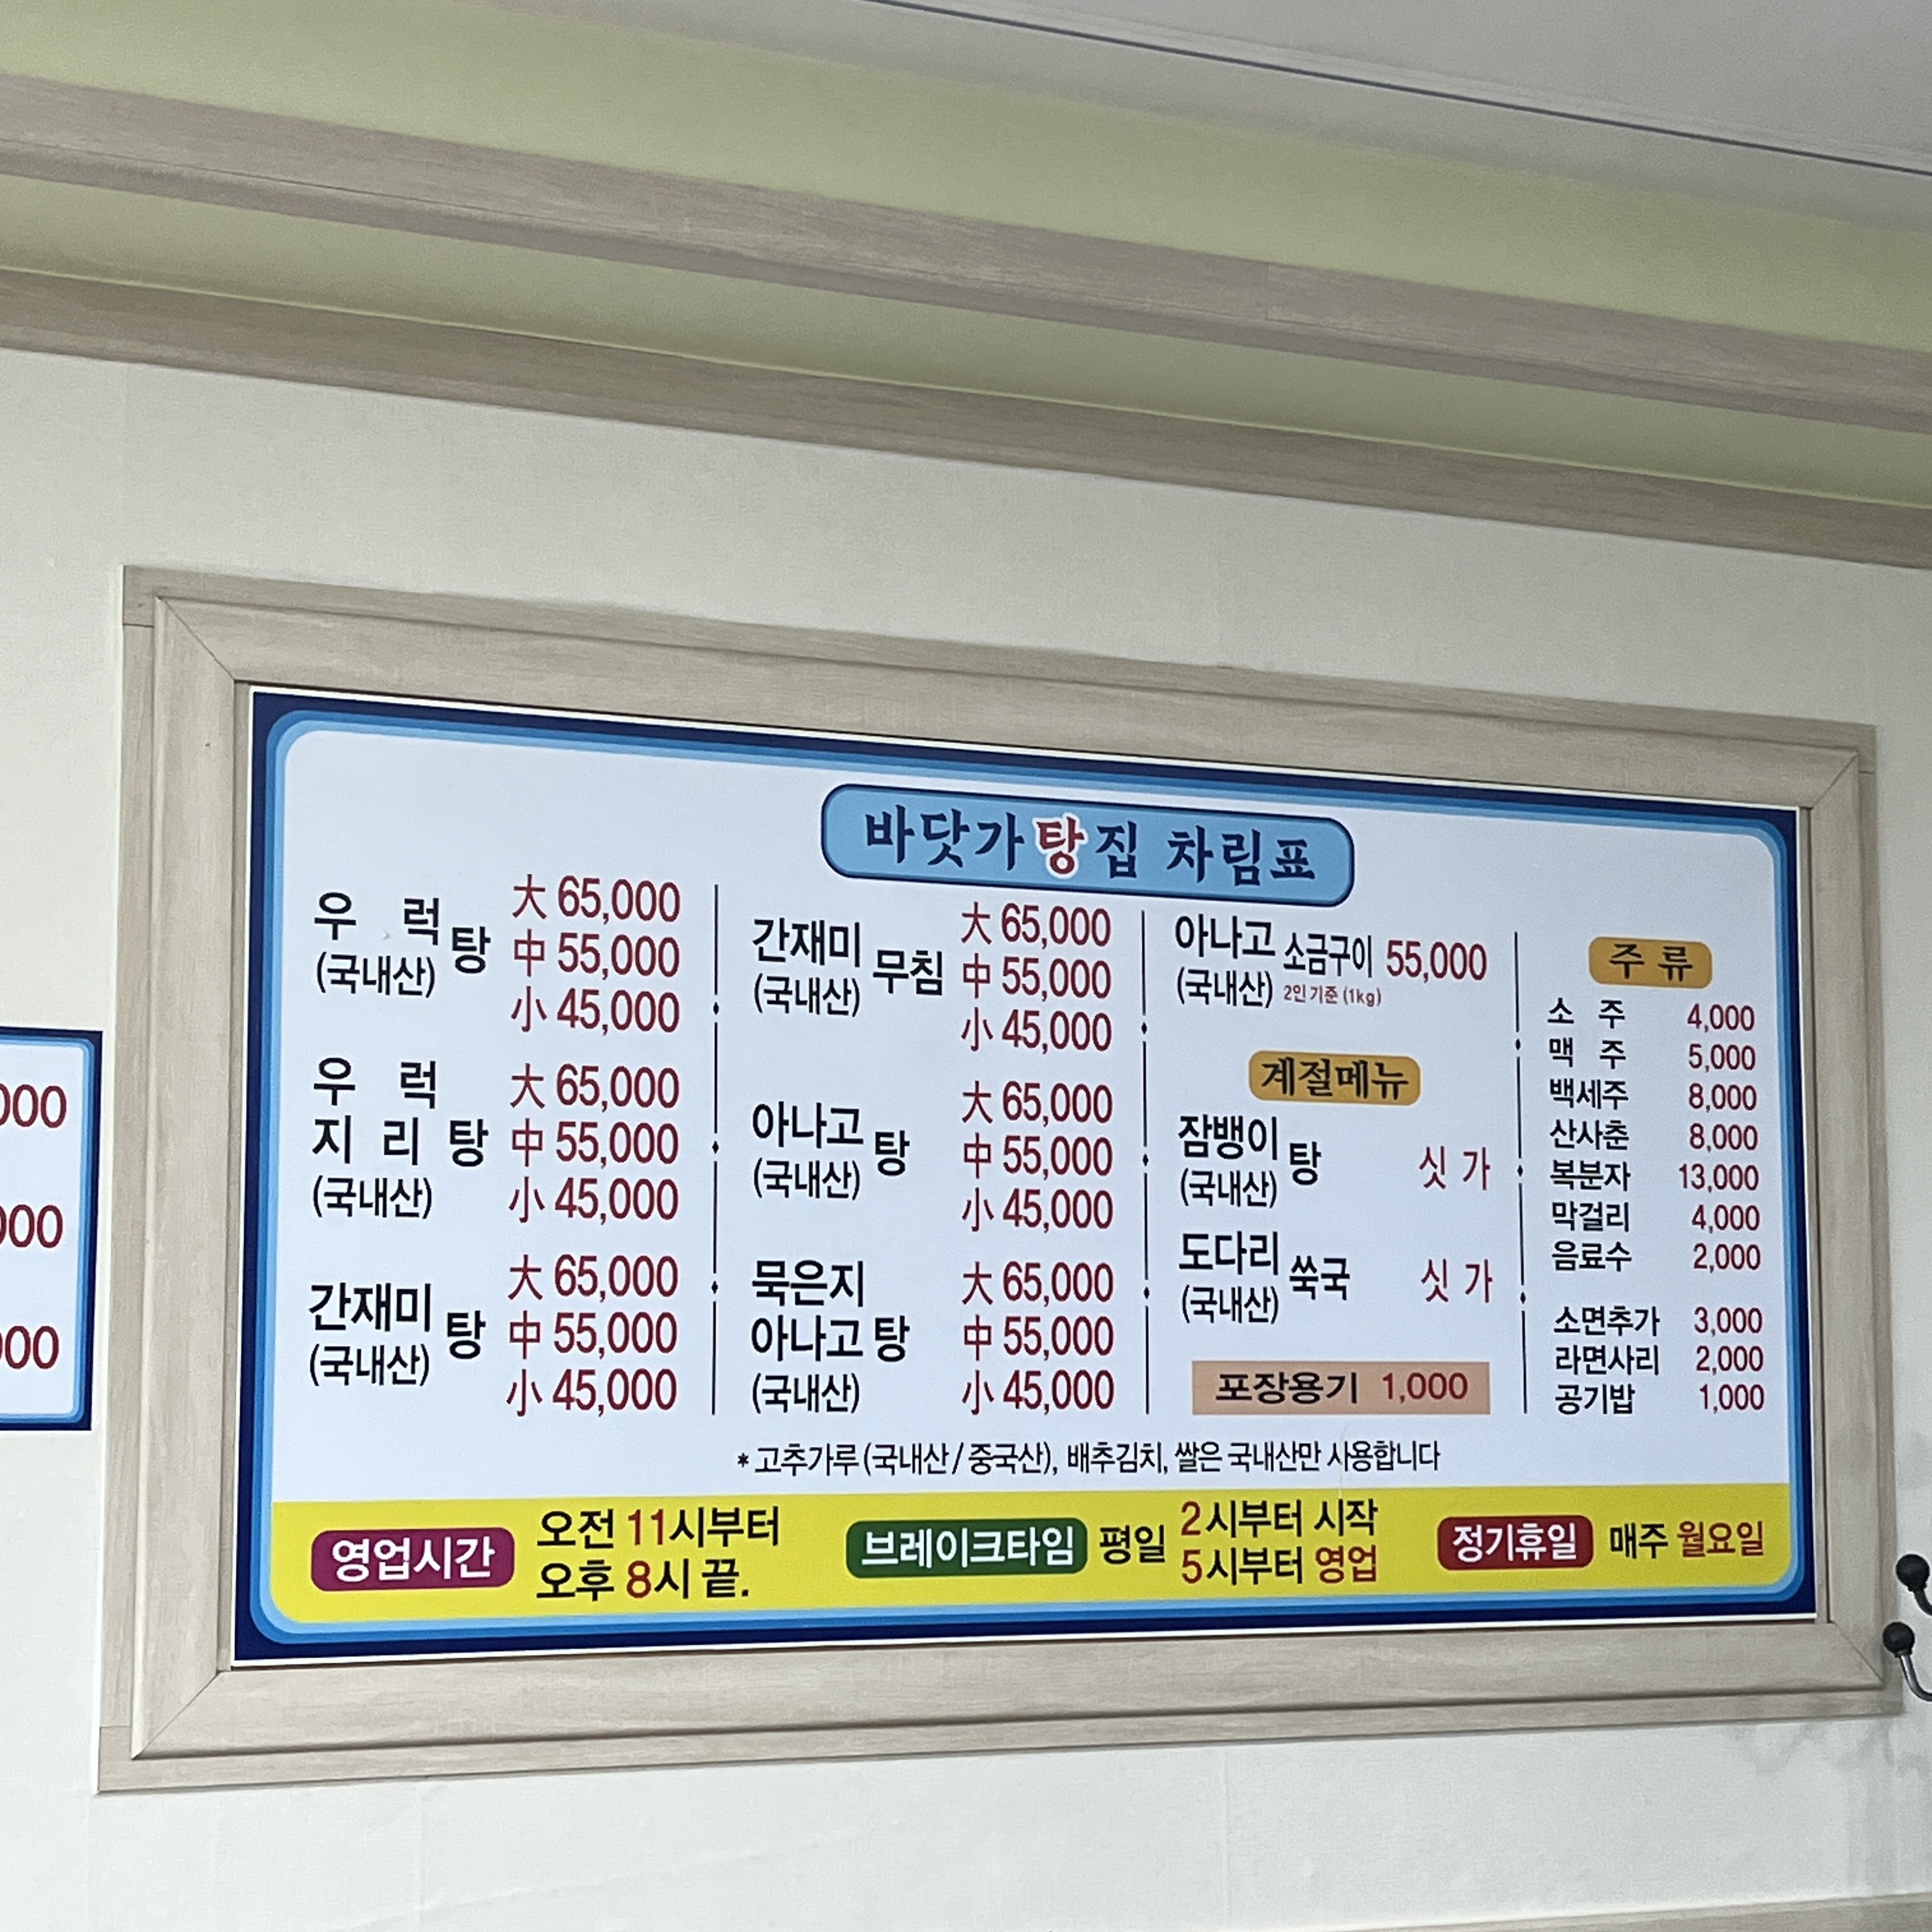 바닷가탕집 차림표
우럭탕 (국내산)
大 65,000
中 55,000
小 45,000
우럭지리탕 (국내산)
大 65,000
中 55,000
小 45,000
간재미탕 (국내산)
大 65,000
中 55,000
小 45,000
간재미무침 (국내산)
大 65,000
中 55,000
小 45,000
아나고탕 (국내산)
大 65,000
中 55,000
小 45,000
묵은지
아나고탕 (국내산)
大 65,000
中 55,000
小 45,000
아나고 소금구이 55,000
(국내산) 2인 기준 (1kg)
계절메뉴
잠뱅이탕 (국내산) 싯가
도다리쑥국 (국내산) 싯가
포장용기 1,000
주류
소주 4,000
맥주 5,000
백세주 8,000
산사춘 8,000
복분자 13,000
막걸리 4,000
음료수 2,000
소면추가 3,000
라면사리 2,000
공기밥 1,000
* 고추가루 (국내산 / 중국산), 배추김치, 쌀은 국내산만 사용합니다
영업시간 오전 11시부터
오후 8시 끝.
브레이크타임 평일 2시부터 시작
5시부터 영업
정기휴일 매주 월요일